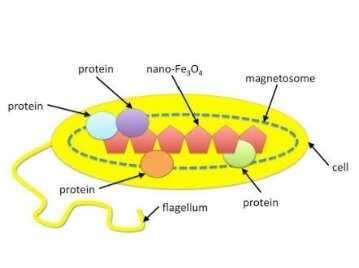 protein
nano-Fe₃O₄
magnetosome
protein
cell
protein
flagellum
protein